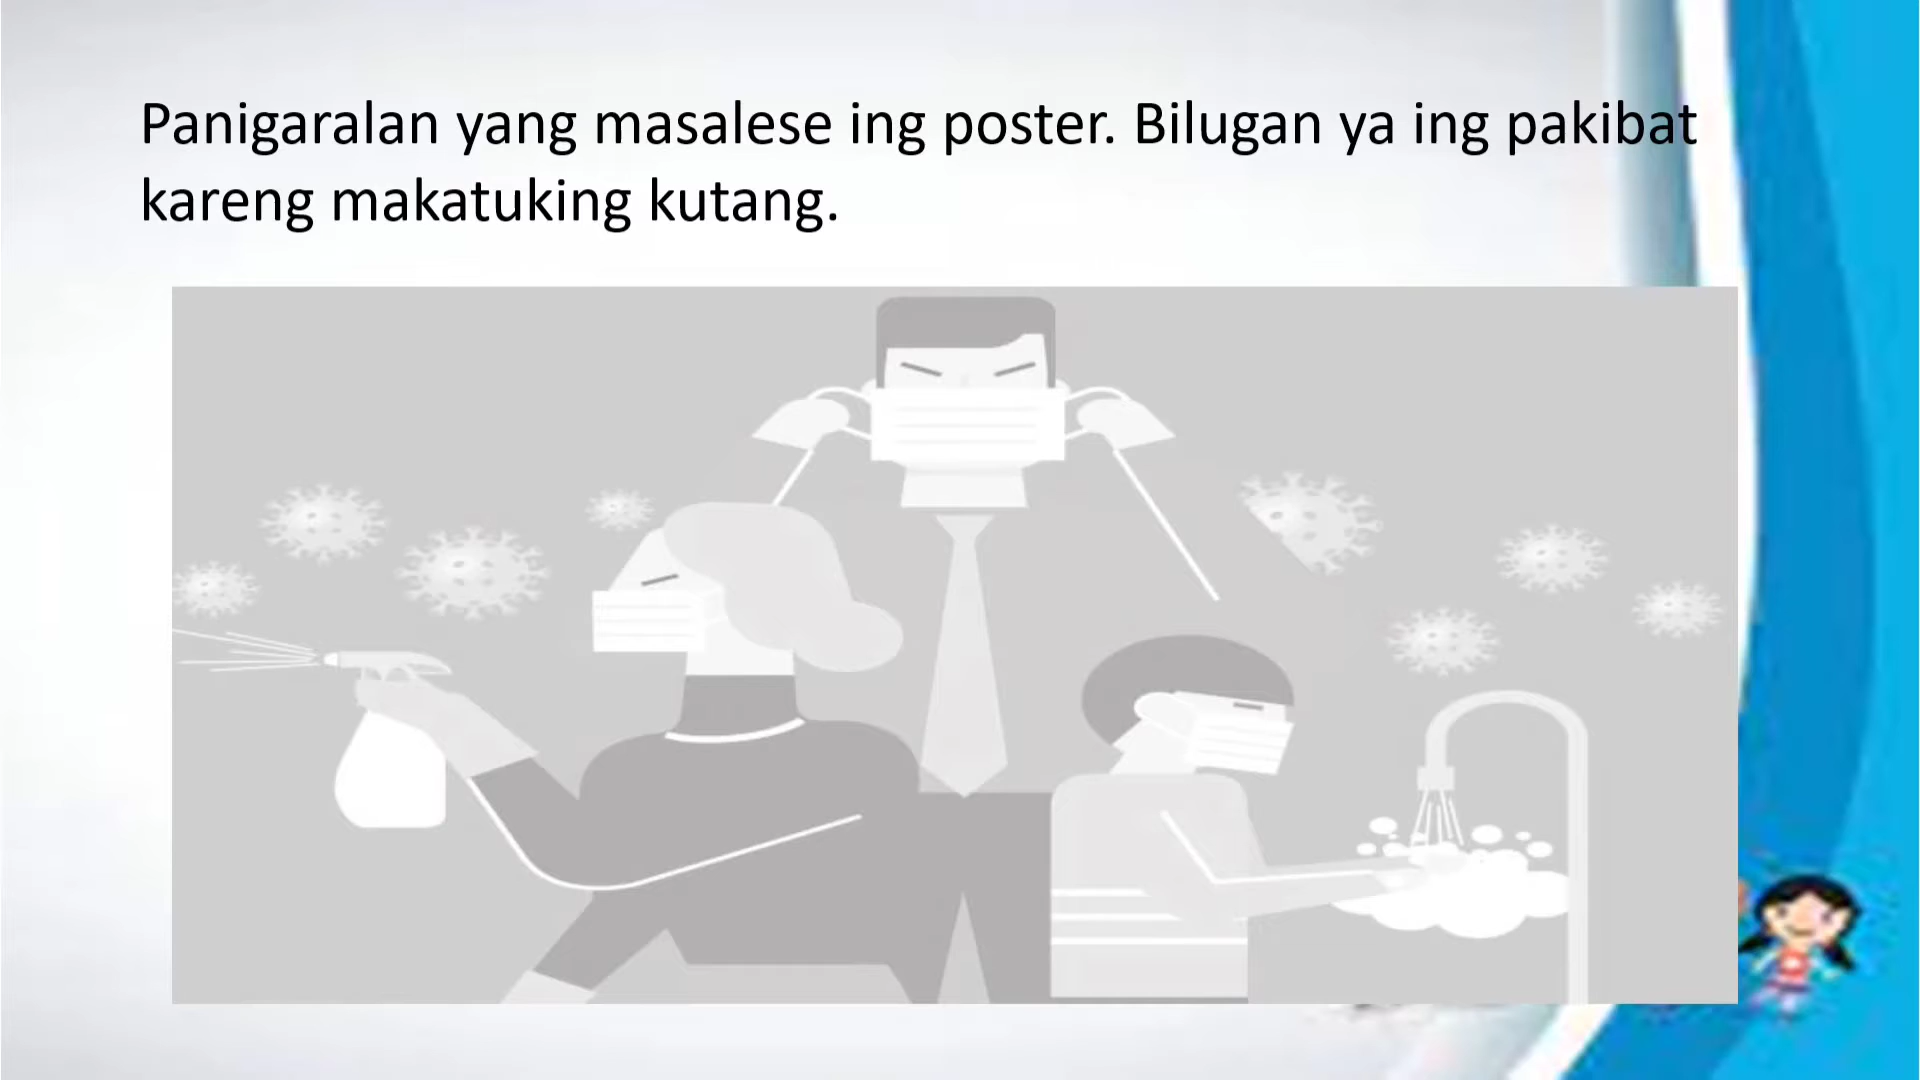 Panigaralan yang masalese ing poster. Bilugan ya ing pakibat
kareng makatuking kutang.